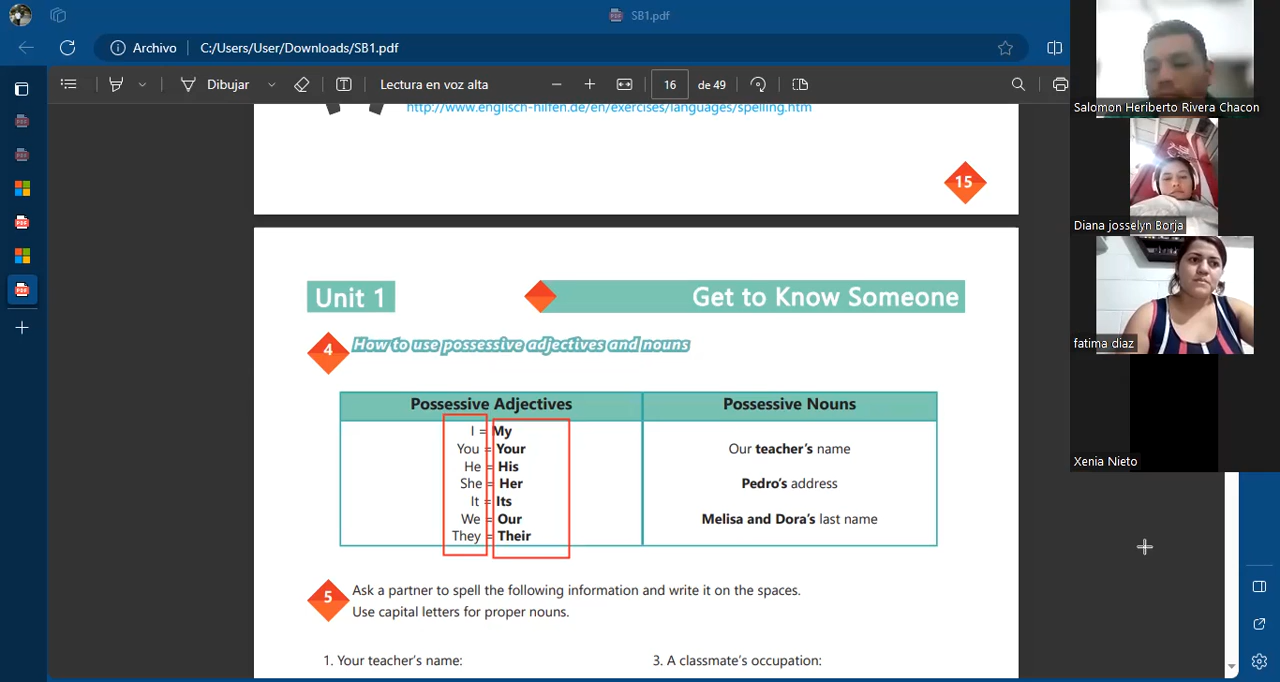 SB1.pdf
Archivo
C:/Users/User/Downloads/SB1.pdf
Dibujar
Lectura en voz alta
16
de 49
http://www.englisch-hilfen.de/en/exercises/languages/spelling.htm
15
Unit 1
Get to Know Someone
4
How to use possessive adjectives and nouns
Possessive Adjectives
I = My
You = Your
He = His
She = Her
It = Its
We = Our
They = Their
Possessive Nouns
Our teacher's name
Pedro's address
Melisa and Dora's last name
5
Ask a partner to spell the following information and write it on the spaces.
Use capital letters for proper nouns.
1. Your teacher's name:
3. A classmate's occupation:
Salomon Heriberto Rivera Chacon
Diana josselyn Borja
fatima diaz
Xenia Nieto